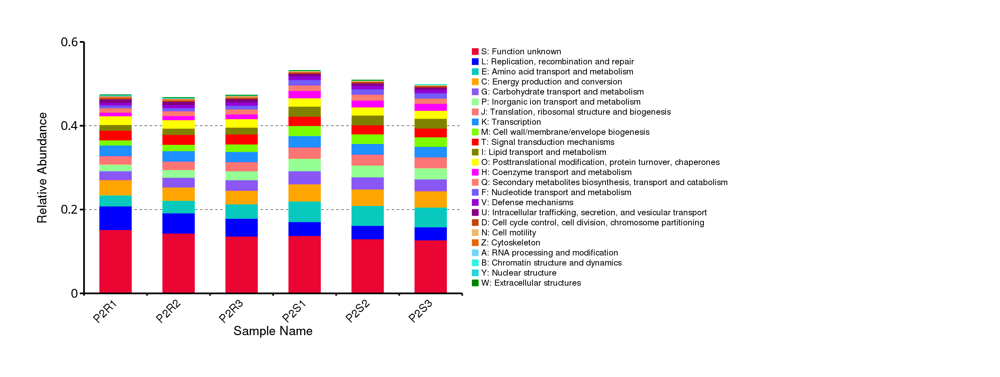 0.6
0.4
0.2
0
Relative Abundance
P2R1
P2R2
P2R3
P2S1
P2S2
P2S3
Sample Name
S: Function unknown
L: Replication, recombination and repair
E: Amino acid transport and metabolism
C: Energy production and conversion
G: Carbohydrate transport and metabolism
P: Inorganic ion transport and metabolism
J: Translation, ribosomal structure and biogenesis
K: Transcription
M: Cell wall/membrane/envelope biogenesis
T: Signal transduction mechanisms
I: Lipid transport and metabolism
O: Posttranslational modification, protein turnover, chaperones
H: Coenzyme transport and metabolism
Q: Secondary metabolites biosynthesis, transport and catabolism
F: Nucleotide transport and metabolism
V: Defense mechanisms
U: Intracellular trafficking, secretion, and vesicular transport
D: Cell cycle control, cell division, chromosome partitioning
N: Cell motility
Z: Cytoskeleton
A: RNA processing and modification
B: Chromatin structure and dynamics
Y: Nuclear structure
W: Extracellular structures